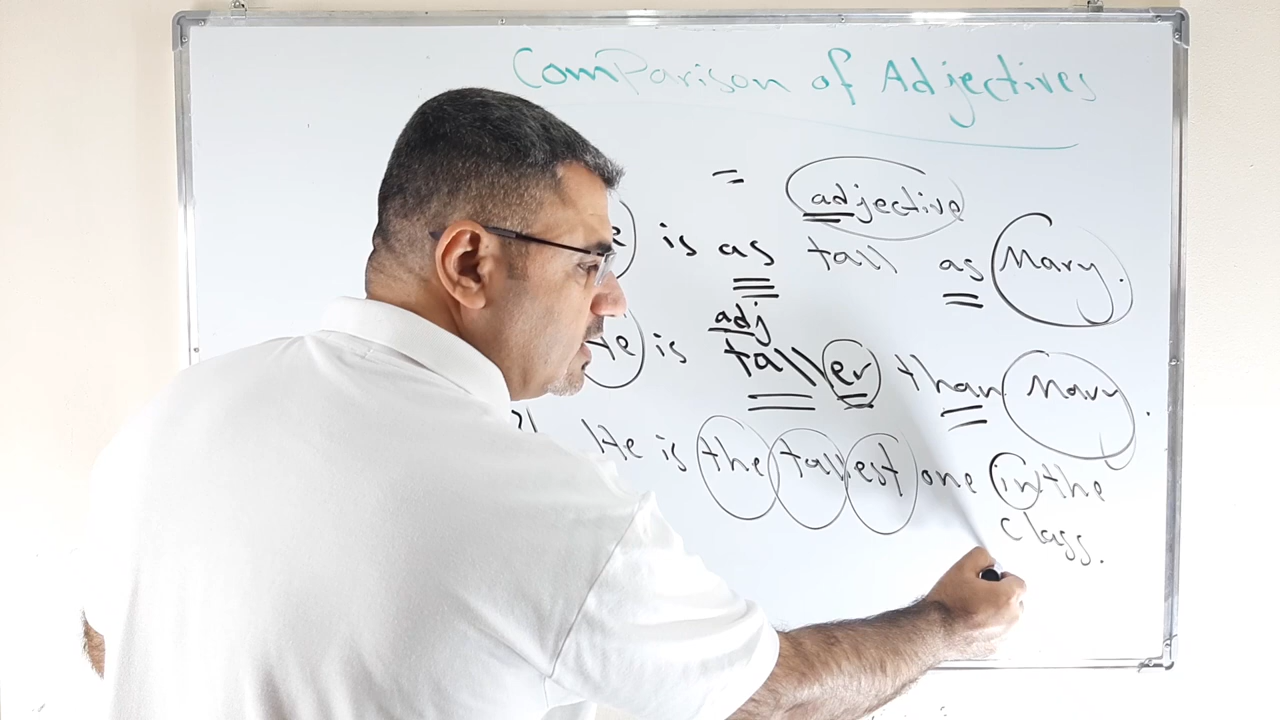 Comparison of Adjectives
= adjective
is as tall as Mary.
adj
He is taller than Mary.
He is the tallest one in the
class.